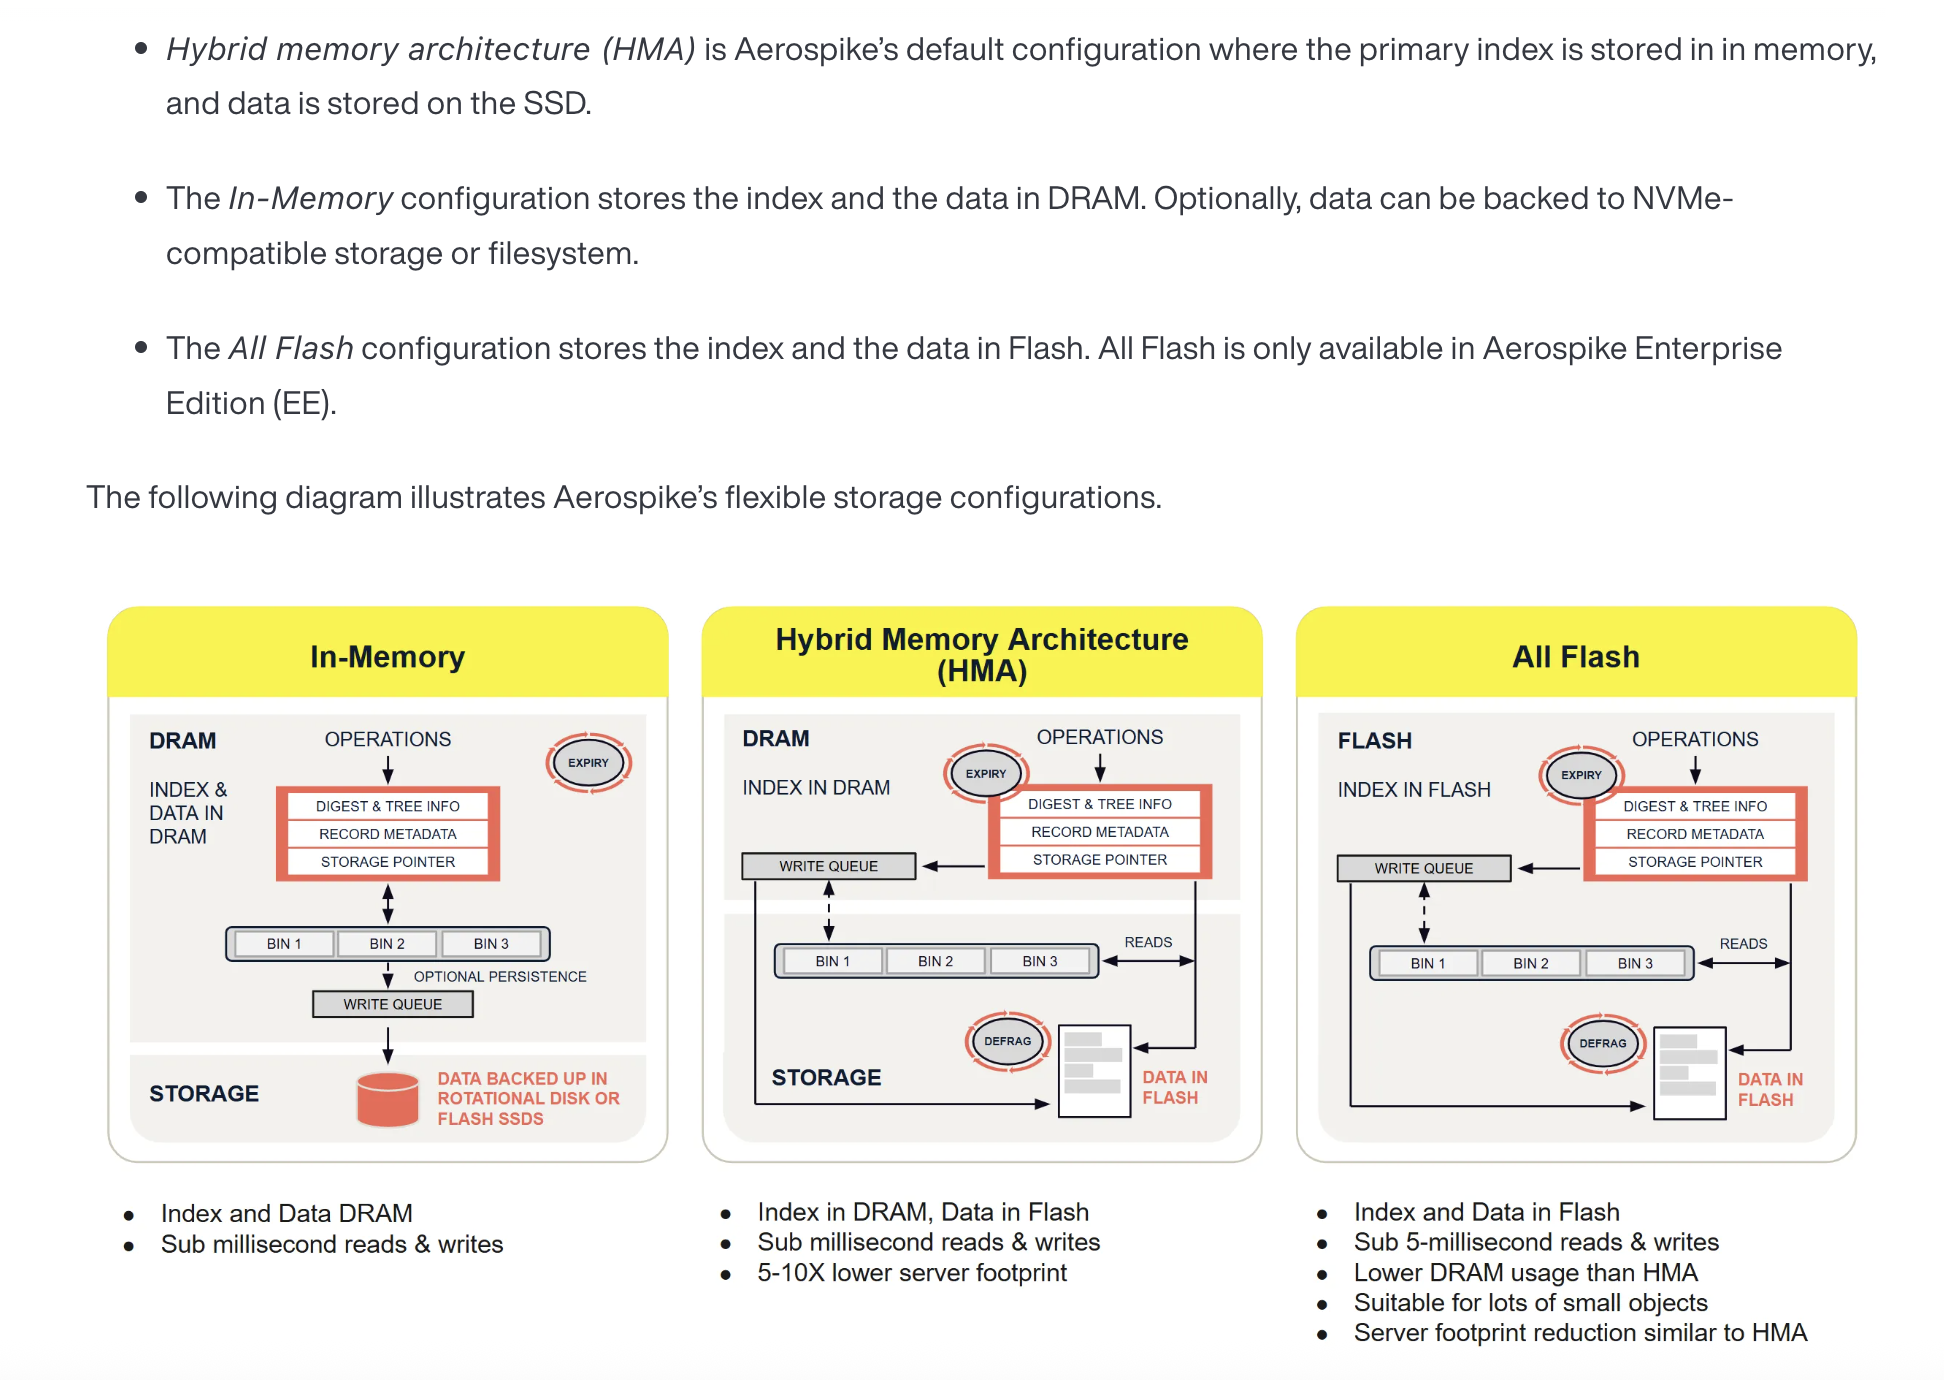 Hybrid memory architecture (HMA) is Aerospike’s default configuration where the primary index is stored in in memory,
and data is stored on the SSD.
The In-Memory configuration stores the index and the data in DRAM. Optionally, data can be backed to NVMe-
compatible storage or filesystem.
The All Flash configuration stores the index and the data in Flash. All Flash is only available in Aerospike Enterprise
Edition (EE).
The following diagram illustrates Aerospike’s flexible storage configurations.
In-Memory
DRAM
OPERATIONS
EXPIRY
INDEX &
DATA IN
DRAM
DIGEST & TREE INFO
RECORD METADATA
STORAGE POINTER
BIN 1
BIN 2
BIN 3
OPTIONAL PERSISTENCE
WRITE QUEUE
STORAGE
DATA BACKED UP IN
ROTATIONAL DISK OR
FLASH SSDS
Index and Data DRAM
Sub millisecond reads & writes
Hybrid Memory Architecture
(HMA)
DRAM
OPERATIONS
EXPIRY
INDEX IN DRAM
DIGEST & TREE INFO
RECORD METADATA
STORAGE POINTER
WRITE QUEUE
READS
BIN 1
BIN 2
BIN 3
DEFRAG
STORAGE
DATA IN
FLASH
Index in DRAM, Data in Flash
Sub millisecond reads & writes
5-10X lower server footprint
All Flash
FLASH
OPERATIONS
EXPIRY
INDEX IN FLASH
DIGEST & TREE INFO
RECORD METADATA
STORAGE POINTER
WRITE QUEUE
READS
BIN 1
BIN 2
BIN 3
DEFRAG
DATA IN
FLASH
Index and Data in Flash
Sub 5-millisecond reads & writes
Lower DRAM usage than HMA
Suitable for lots of small objects
Server footprint reduction similar to HMA